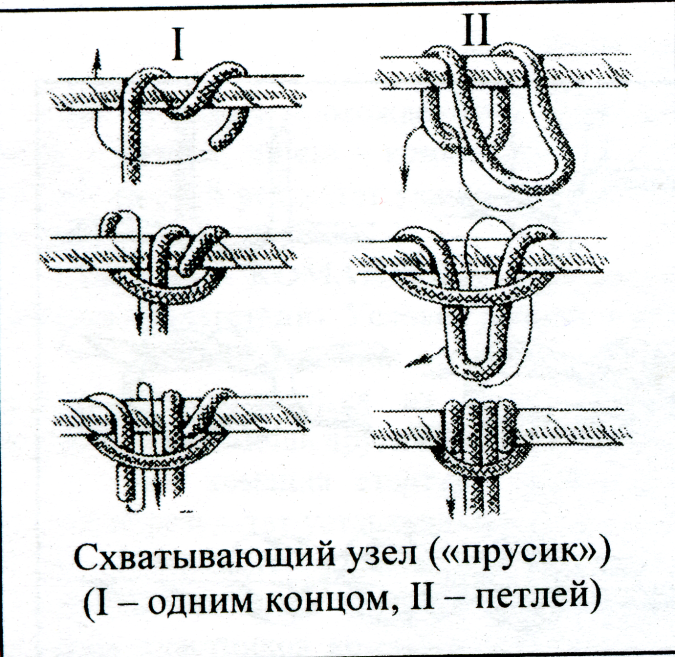 I
II
Схватывающий узел («прусик»)
(I – одним концом, II – петлей)